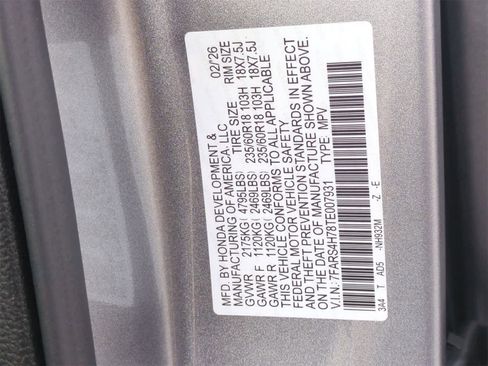 MFD. BY HONDA DEVELOPMENT & 02/26
MANUFACTURING OF AMERICA, LLC
TIRE SIZE RIM SIZE
GVWR 2175KG( 4795LBS)
GAWR F 1120KG( 2469LBS) 235/60R18 103H 18X7.5J
GAWR R 1120KG( 2469LBS) 235/60R18 103H 18X7.5J
THIS VEHICLE CONFORMS TO ALL APPLICABLE
FEDERAL MOTOR VEHICLE SAFETY
AND THEFT PREVENTION STANDARDS IN EFFECT
ON THE DATE OF MANUFACTURE SHOWN ABOVE.
V.I.N: 7FARS4H78TE007931 TYPE: MPV
3A4 T AD5 -NH932M -Z -E